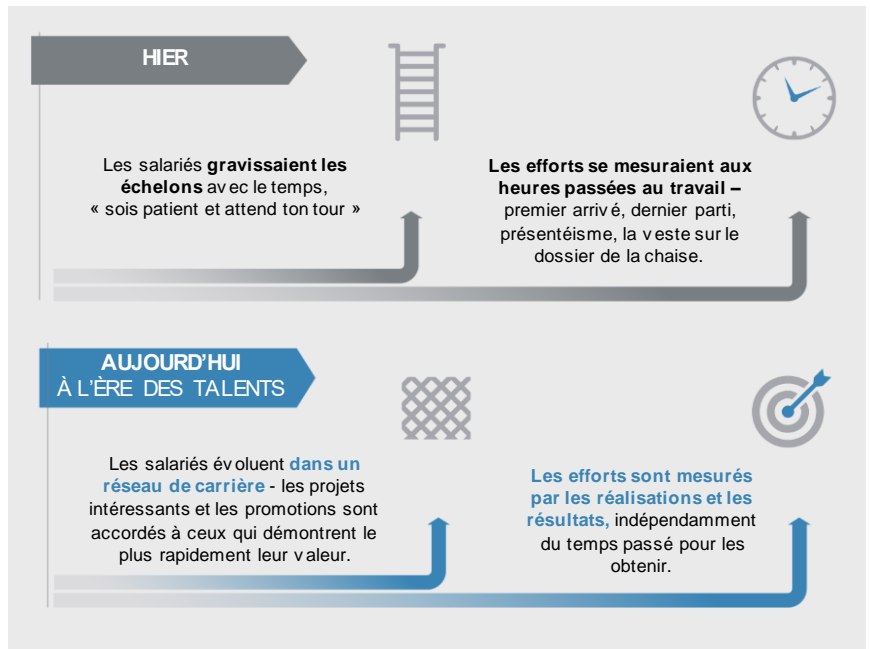 HIER
Les salariés gravissaient les
échelons avec le temps,
« sois patient et attend ton tour »
Les efforts se mesuraient aux
heures passées au travail –
premier arrivé, dernier parti,
présentéisme, la veste sur le
dossier de la chaise.
AUJOURD'HUI
À L'ÈRE DES TALENTS
Les salariés évoluent dans un
réseau de carrière - les projets
intéressants et les promotions sont
accordés à ceux qui démontrent le
plus rapidement leur valeur.
Les efforts sont mesurés
par les réalisations et les
résultats, indépendamment
du temps passé pour les
obtenir.